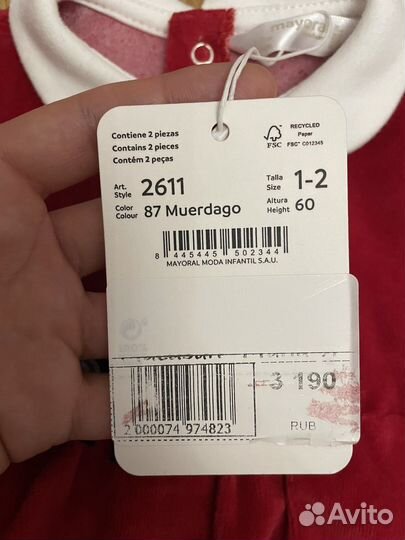 mayoral
Contiene 2 piezas
Contains 2 pieces
Contém 2 peças
RECYCLED
Paper
FSC
FSC® C012345
Art.
Style
2611
Talla
Size
1-2
Color
Colour
87 Muerdago
Altura
Height
60
8 445445 502344
MAYORAL MODA INFANTIL S.A.U.
3 190
RUB
2 000074 974823
Avito